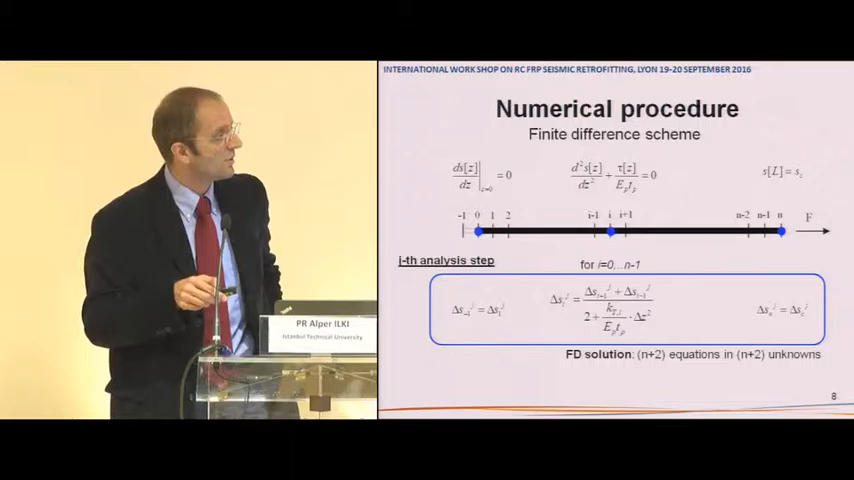 INTERNATIONAL WORK SHOP ON RC FRP SEISMIC RETROFITTING, LYON 19-20 SEPTEMBER 2016
Numerical procedure
Finite difference scheme
ds[z]/dz |z=0 = 0
d²s[z]/dz² + τ[z]/Eₚtₚ = 0
-1 0 1 2 i-1 i i+1 n-2 n-1 n F
j-th analysis step
for i=0,..n-1
FD solution: (n+2) equations in (n+2) unknowns
8
PR Alper ILKI
Istanbul Technical University